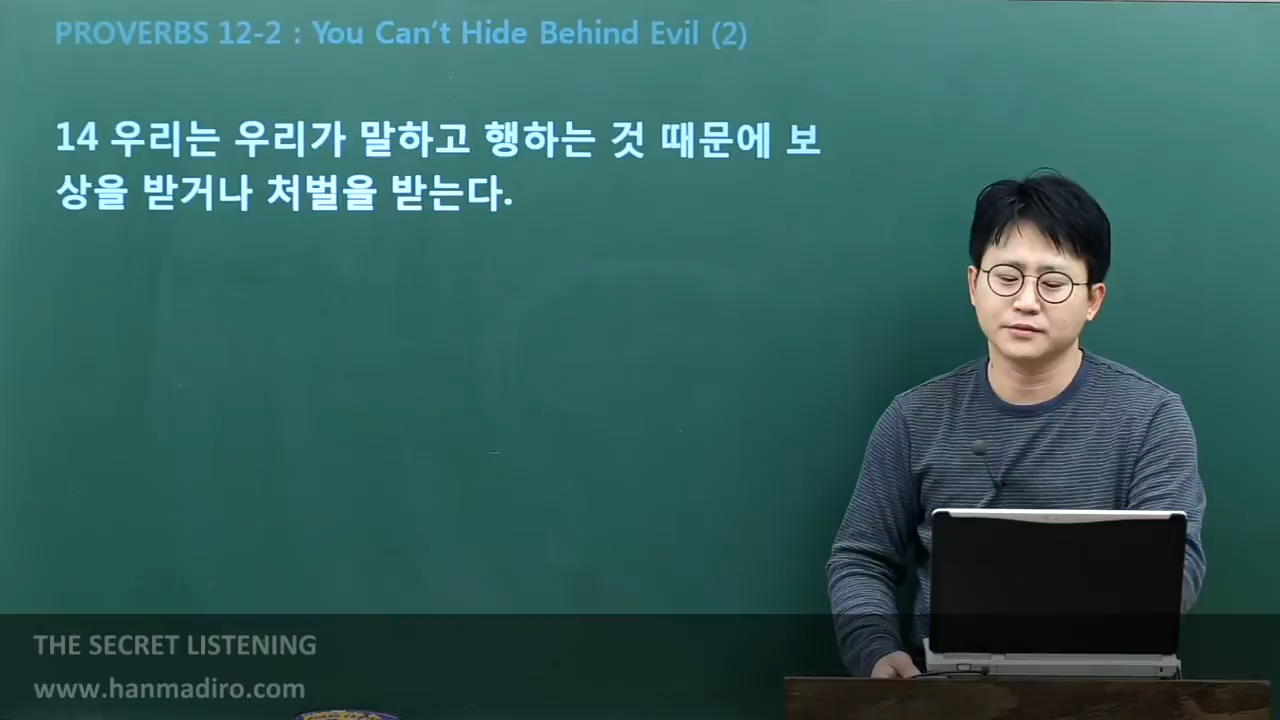 PROVERBS 12-2 : You Can't Hide Behind Evil (2)
14 우리는 우리가 말하고 행하는 것 때문에 보
상을 받거나 처벌을 받는다.
THE SECRET LISTENING
www.hanmadiro.com